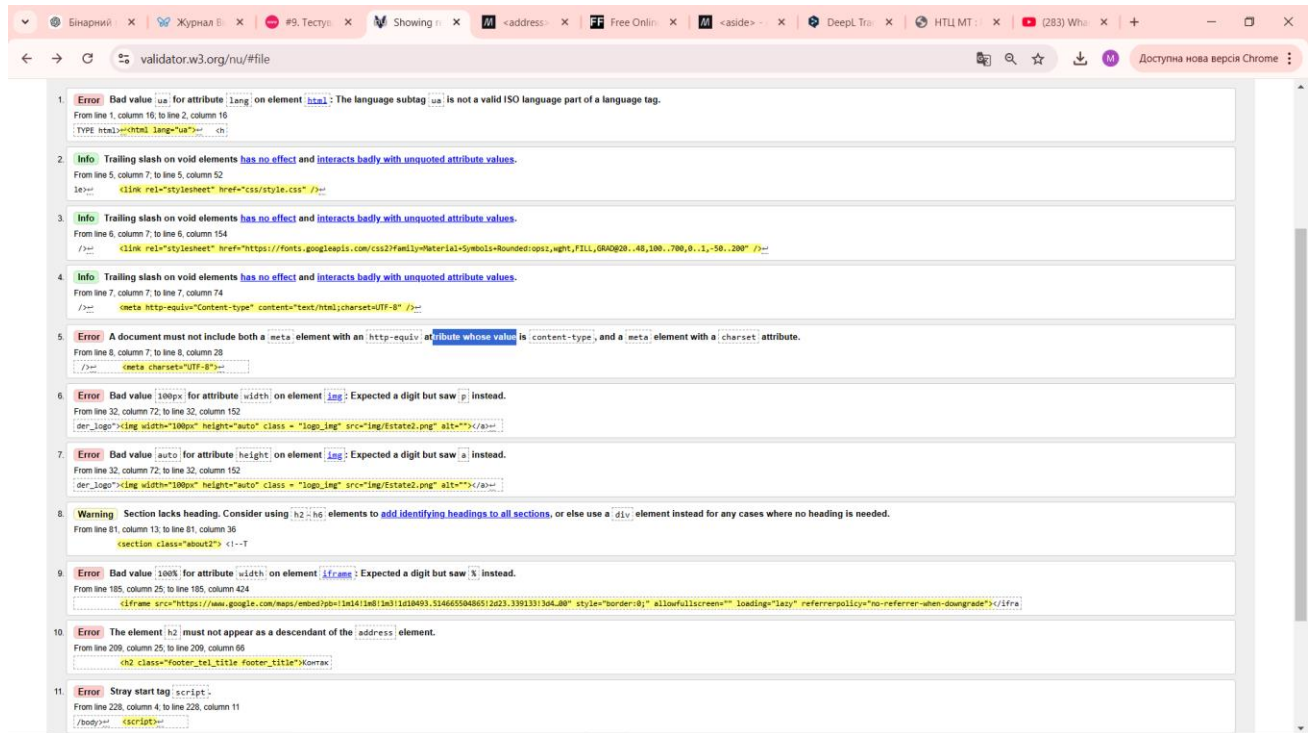 Бінарний
Журнал В
#9. Тестув
Showing r
<address>
Free Onlin
<aside> -
DeepL Tra
НТЦ МТ :
(283) Wha
validator.w3.org/nu/#file
M
Доступна нова версія Chrome
1. Error Bad value ua for attribute lang on element html: The language subtag ua is not a valid ISO language part of a language tag.
From line 1, column 16; to line 2, column 16
TYPE html>↩<html lang="ua">↩ <h
2. Info Trailing slash on void elements has no effect and interacts badly with unquoted attribute values.
From line 5, column 7; to line 5, column 52
le>↩ <link rel="stylesheet" href="css/style.css" />↩
3. Info Trailing slash on void elements has no effect and interacts badly with unquoted attribute values.
From line 6, column 7; to line 6, column 154
/>↩ <link rel="stylesheet" href="https://fonts.googleapis.com/css2?family=Material+Symbols+Rounded:opsz,wght,FILL,GRAD@20..48,100..700,0..1,-50..200" />↩
4. Info Trailing slash on void elements has no effect and interacts badly with unquoted attribute values.
From line 7, column 7; to line 7, column 74
/>↩ <meta http-equiv="Content-type" content="text/html;charset=UTF-8" />↩
5. Error A document must not include both a meta element with an http-equiv attribute whose value is content-type, and a meta element with a charset attribute.
From line 8, column 7; to line 8, column 28
/>↩ <meta charset="UTF-8">↩
6. Error Bad value 100px for attribute width on element img: Expected a digit but saw p instead.
From line 32, column 72; to line 32, column 152
der_logo"><img width="100px" height="auto" class = "logo_img" src="img/Estate2.png" alt=""></a>↩
7. Error Bad value auto for attribute height on element img: Expected a digit but saw a instead.
From line 32, column 72; to line 32, column 152
der_logo"><img width="100px" height="auto" class = "logo_img" src="img/Estate2.png" alt=""></a>↩
8. Warning Section lacks heading. Consider using h2-h6 elements to add identifying headings to all sections, or else use a div element instead for any cases where no heading is needed.
From line 81, column 13; to line 81, column 36
<section class="about2"> <!--T
9. Error Bad value 100% for attribute width on element iframe: Expected a digit but saw % instead.
From line 185, column 25; to line 185, column 424
<iframe src="https://www.google.com/maps/embed?pb=!1m14!1m8!1m3!1d10493.514665504865!2d23.339133!3d4…00" style="border:0;" allowfullscreen="" loading="lazy" referrerpolicy="no-referrer-when-downgrade"></ifra
10. Error The element h2 must not appear as a descendant of the address element.
From line 209, column 25; to line 209, column 66
<h2 class="footer_tel_title footer_title">Контак
11. Error Stray start tag script.
From line 228, column 4; to line 228, column 11
/body>↩ <script>↩